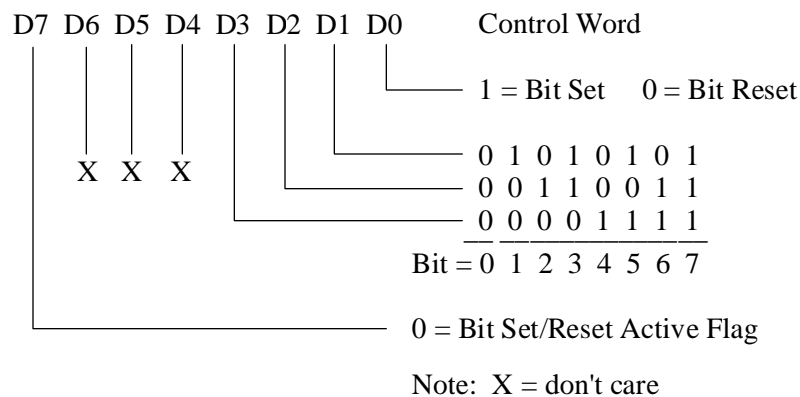 D7 D6 D5 D4 D3 D2 D1 D0 Control Word
1 = Bit Set 0 = Bit Reset
0 1 0 1 0 1 0 1
X X X
0 0 1 1 0 0 1 1
0 0 0 0 1 1 1 1
Bit = 0 1 2 3 4 5 6 7
0 = Bit Set/Reset Active Flag
Note: X = don't care